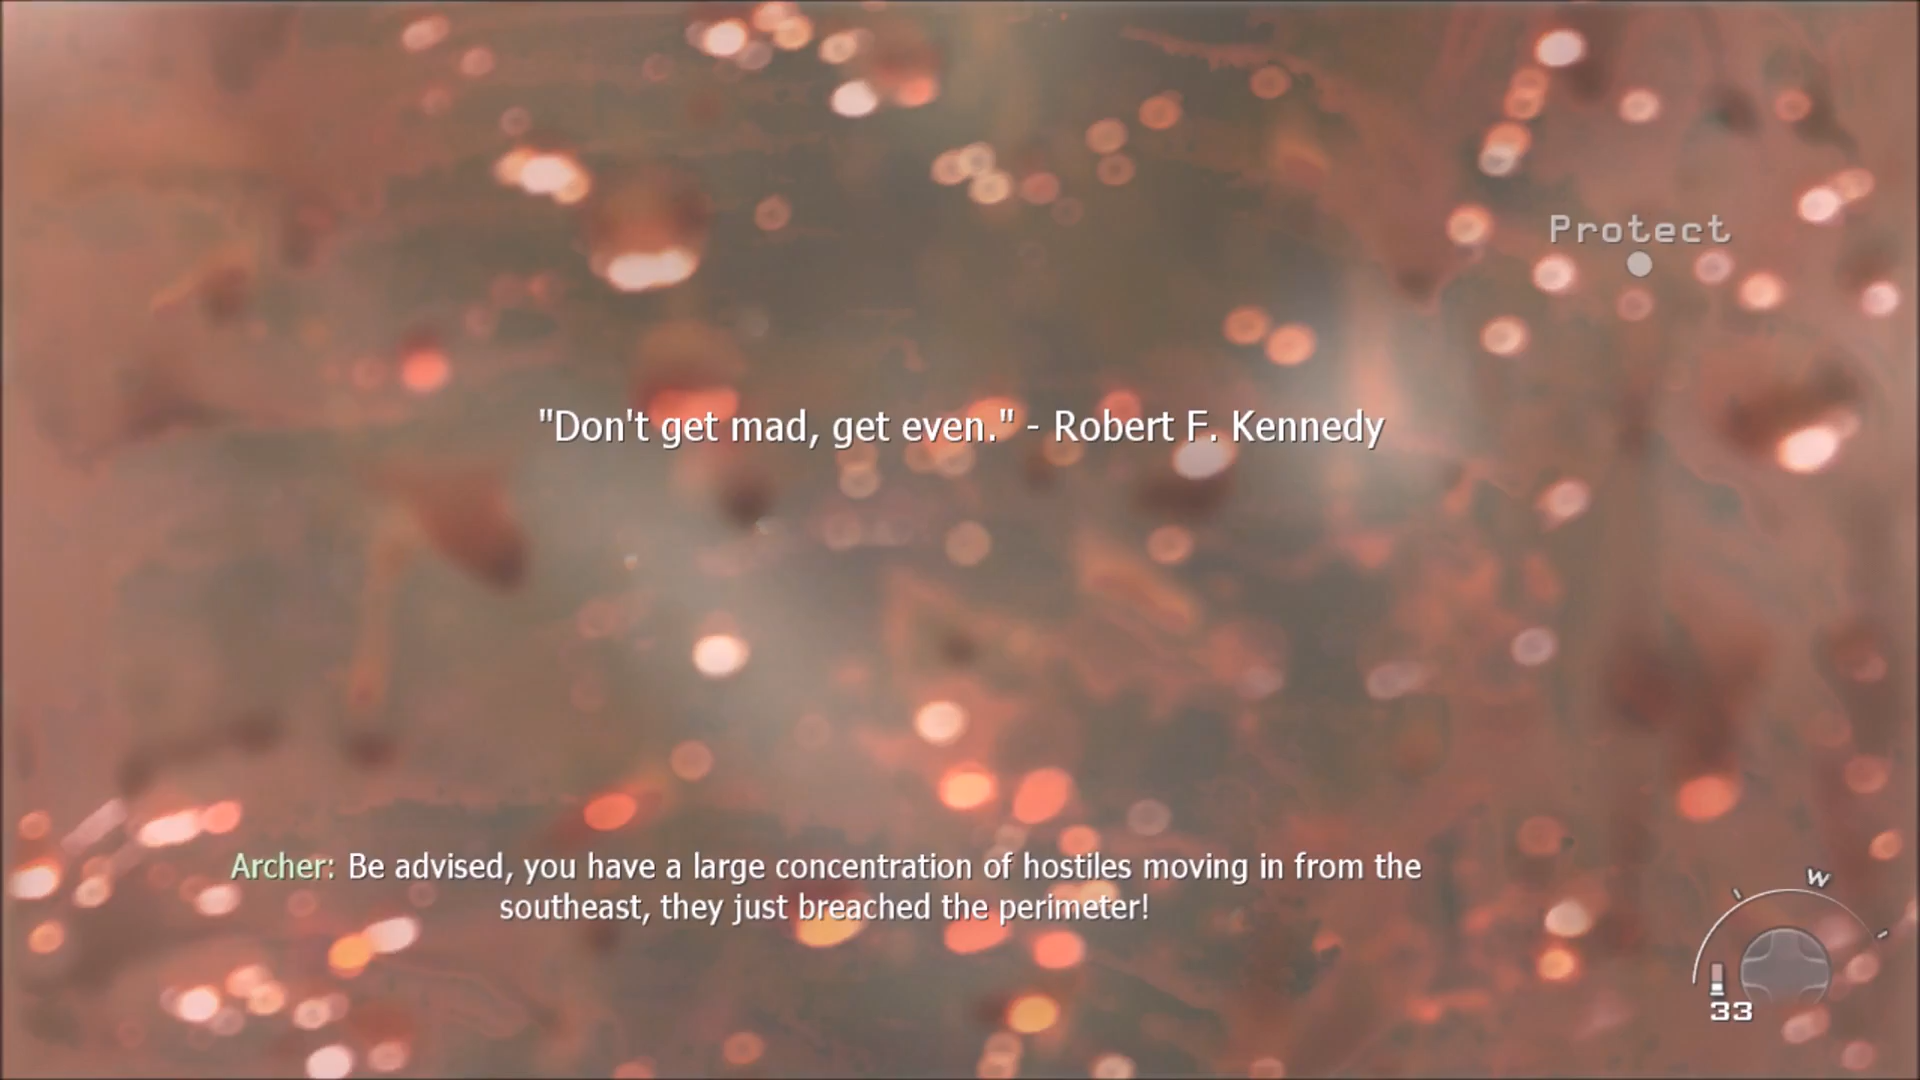 Protect
"Don't get mad, get even." - Robert F. Kennedy
Archer: Be advised, you have a large concentration of hostiles moving in from the
southeast, they just breached the perimeter!
W
33